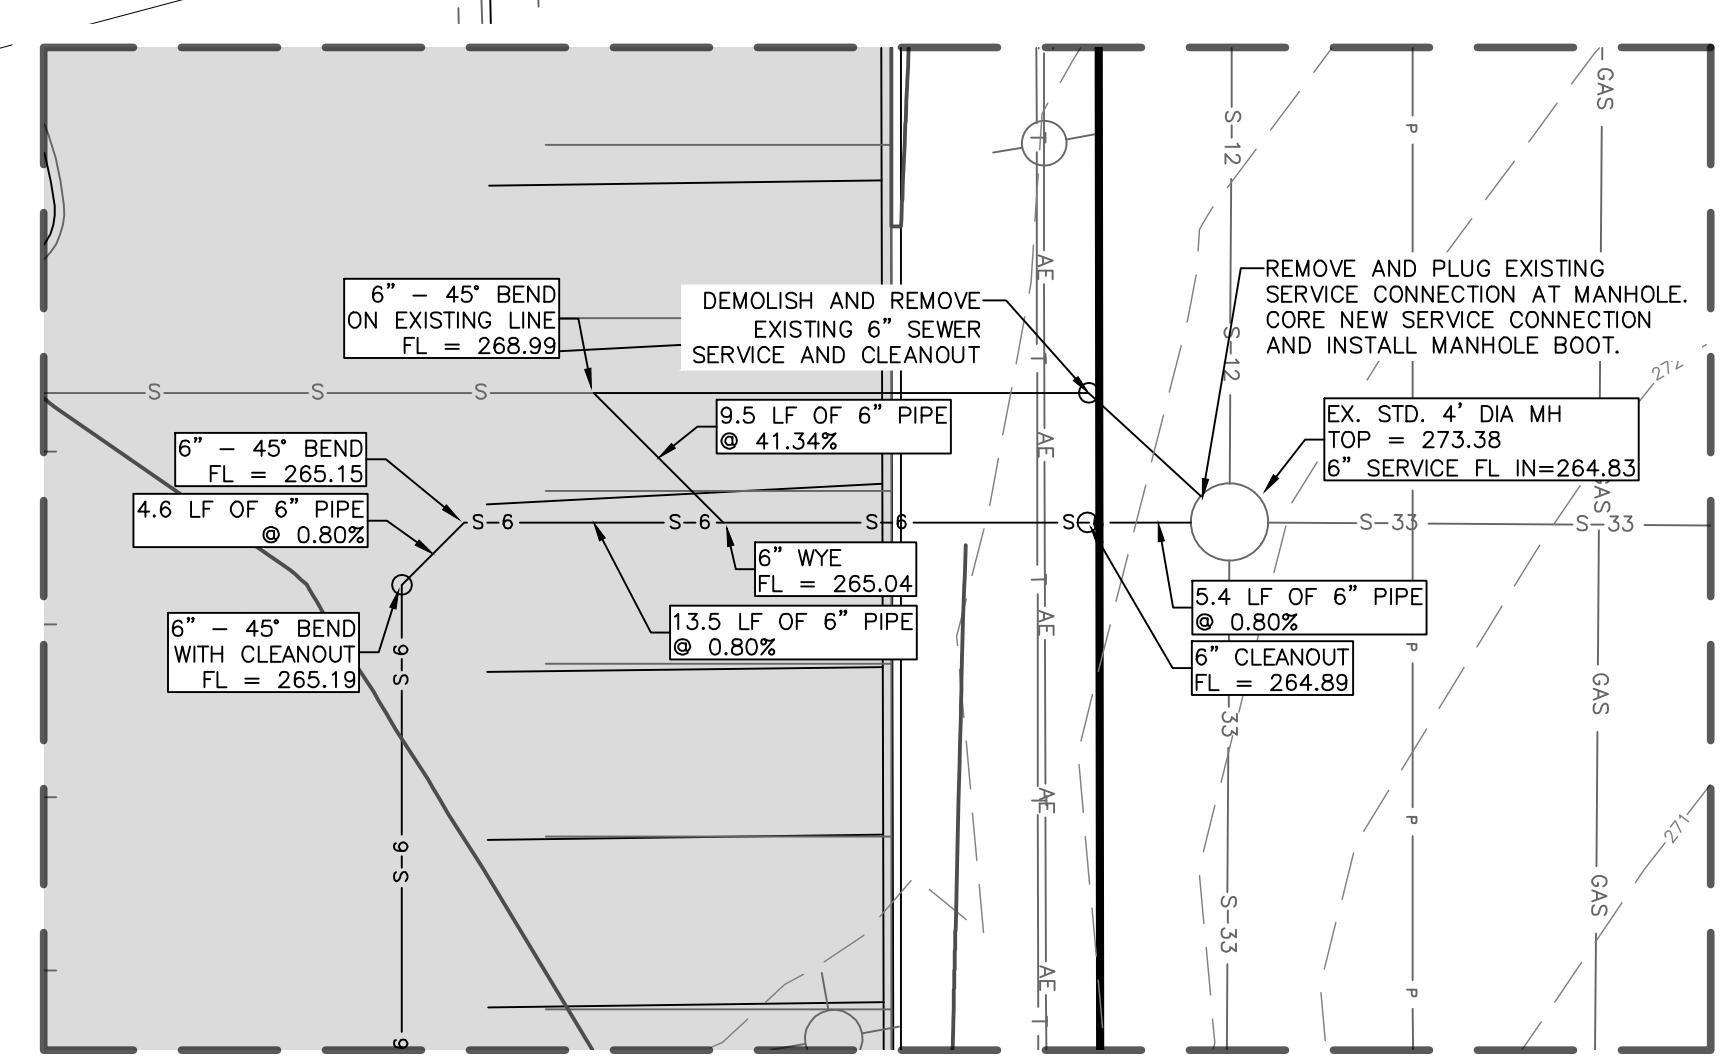 GAS
S-12
P
AE
T
6" - 45° BEND
ON EXISTING LINE
FL = 268.99
DEMOLISH AND REMOVE
EXISTING 6" SEWER
SERVICE AND CLEANOUT
REMOVE AND PLUG EXISTING
SERVICE CONNECTION AT MANHOLE.
CORE NEW SERVICE CONNECTION
AND INSTALL MANHOLE BOOT.
T
S-12
272
S
S
S
9.5 LF OF 6" PIPE
@ 41.34%
EX. STD. 4' DIA MH
TOP = 273.38
6" SERVICE FL IN=264.83
6" - 45° BEND
FL = 265.15
AE
4.6 LF OF 6" PIPE
@ 0.80%
GAS
S-6
S-6
S-6
S-6
S-33
S-33
6" WYE
FL = 265.04
T
5.4 LF OF 6" PIPE
@ 0.80%
13.5 LF OF 6" PIPE
@ 0.80%
AE
6" - 45° BEND
WITH CLEANOUT
FL = 265.19
6" CLEANOUT
FL = 264.89
P
S-6
GAS
33
AE
T
P
271
S-6
GAS
S-33
AE
P
T
6